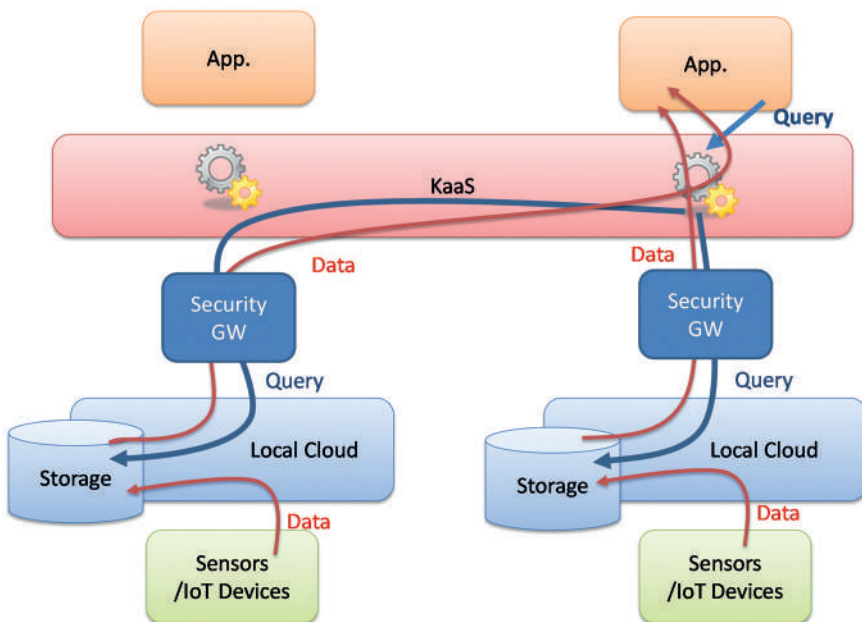 App.
App.
Query
KaaS
Data
Data
Security
GW
Security
GW
Query
Query
Local Cloud
Local Cloud
Storage
Storage
Data
Data
Sensors
/IoT Devices
Sensors
/IoT Devices